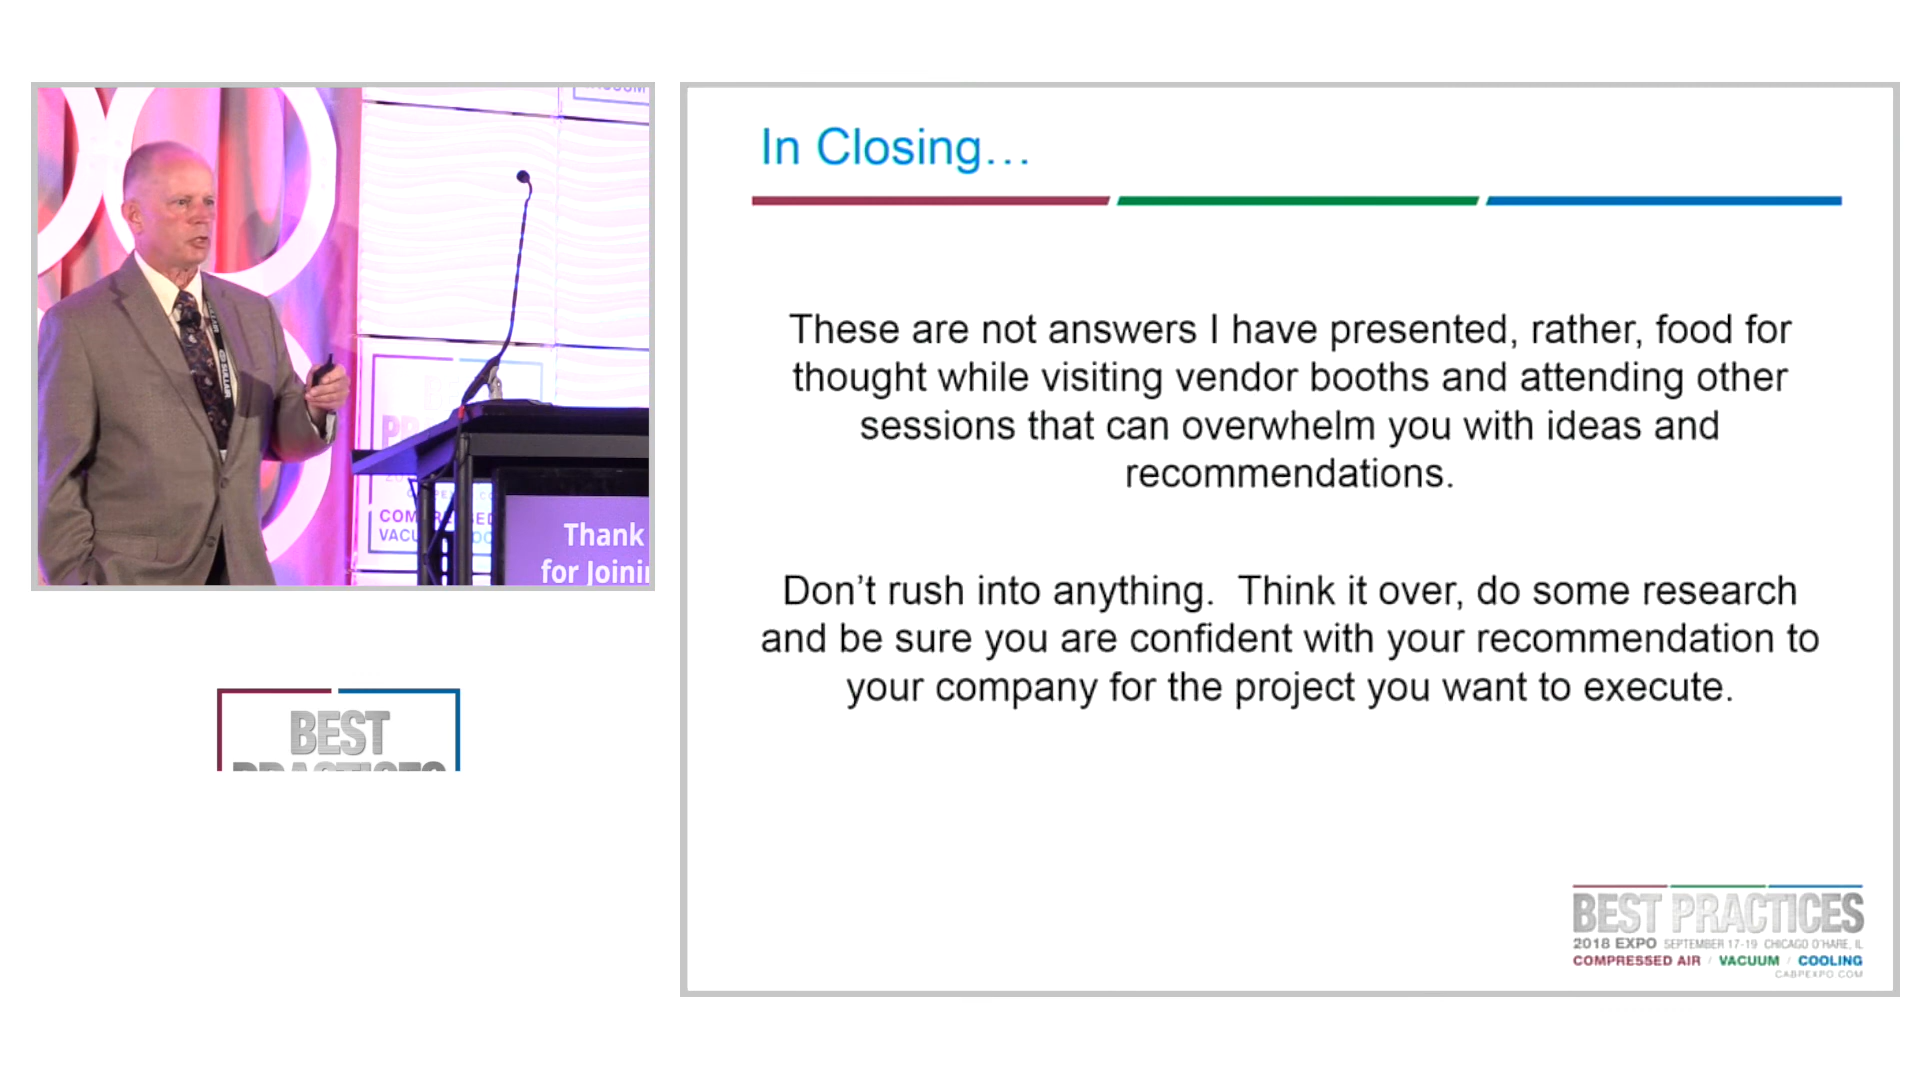 In Closing…
These are not answers I have presented, rather, food for
thought while visiting vendor booths and attending other
sessions that can overwhelm you with ideas and
recommendations.
Don’t rush into anything.  Think it over, do some research
and be sure you are confident with your recommendation to
your company for the project you want to execute.
BEST PRACTICES
2018 EXPO SEPTEMBER 17-19 CHICAGO O'HARE, IL
COMPRESSED AIR / VACUUM / COOLING
CABPEXPO.COM
SULLAIR
Thank
for
BEST
PRACTICES